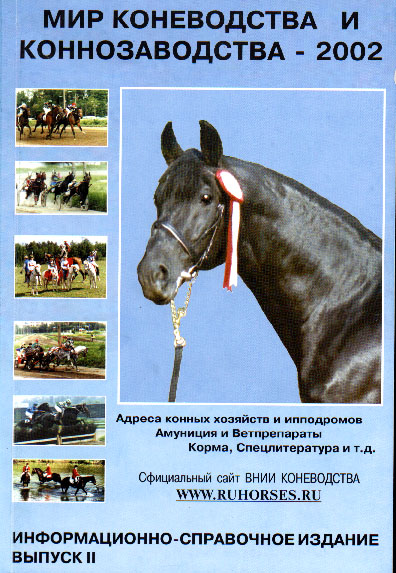 МИР КОНЕВОДСТВА И
КОННОЗАВОДСТВА - 2002
Адреса конных хозяйств и ипподромов
Амуниция и Ветпрепараты
Корма, Спецлитература и т.д.
Официальный сайт ВНИИ КОНЕВОДСТВА
WWW.RUHORSES.RU
ИНФОРМАЦИОННО-СПРАВОЧНОЕ ИЗДАНИЕ
ВЫПУСК II